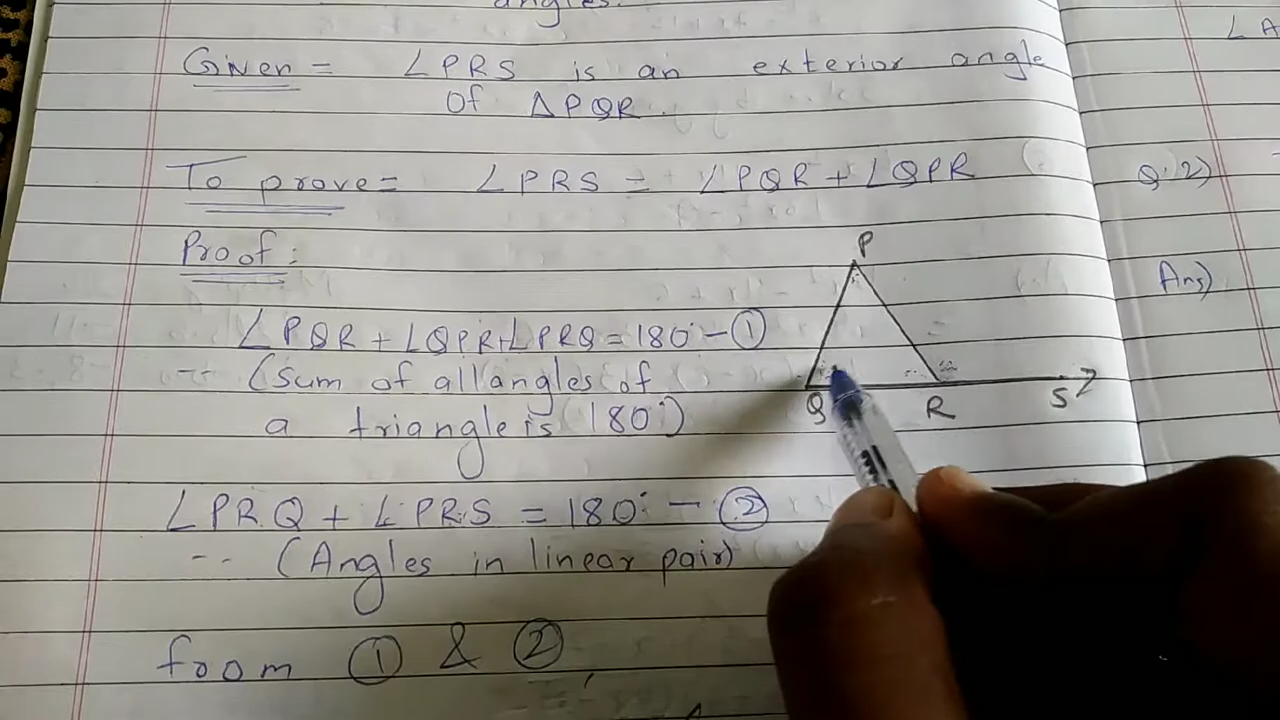 angles.
Given = ∠PRS is an exterior angle
of ΔPQR.
To prove = ∠PRS = ∠PQR + ∠QPR
Proof:
∠PQR + ∠QPR + ∠PRQ = 180° — ①
-- (Sum of all angles of
a triangle is 180°)
∠PRQ + ∠PRS = 180° — ②
-- (Angles in linear pair)
from ① & ②
P
Q R S
∠A
Q.2)
Ans)